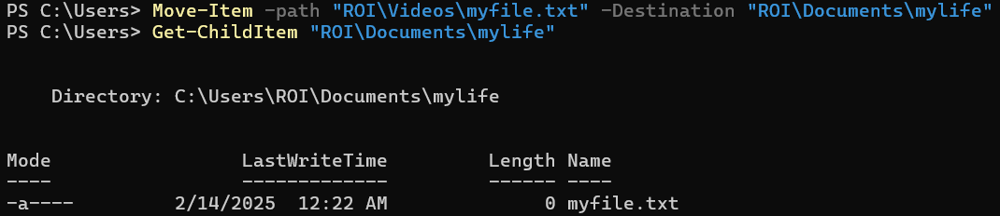 PS C:\Users> Move-Item -path "ROI\Videos\myfile.txt" -Destination "ROI\Documents\mylife"
PS C:\Users> Get-ChildItem "ROI\Documents\mylife"
Directory: C:\Users\ROI\Documents\mylife
Mode LastWriteTime Length Name
---- ------------- ------ ----
-a---- 2/14/2025 12:22 AM 0 myfile.txt